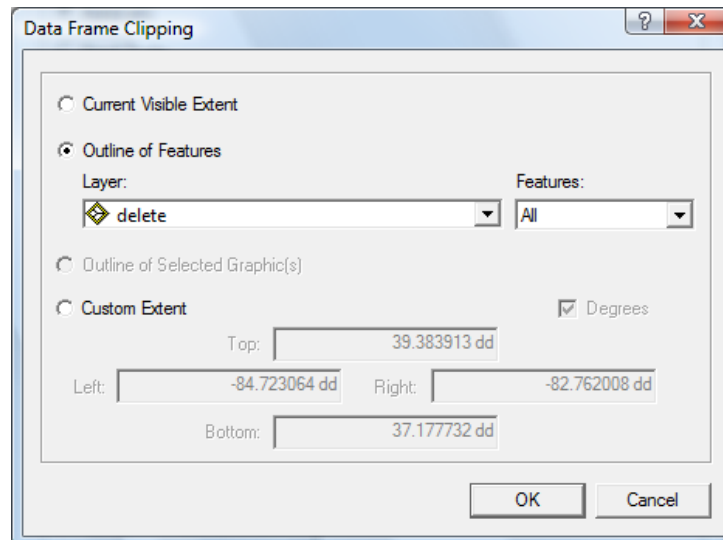 Data Frame Clipping
? X
Current Visible Extent
Outline of Features
Layer: Features:
delete All
Outline of Selected Graphic(s)
Custom Extent Degrees
Top: 39.383913 dd
Left: -84.723064 dd Right: -82.762008 dd
Bottom: 37.177732 dd
OK Cancel